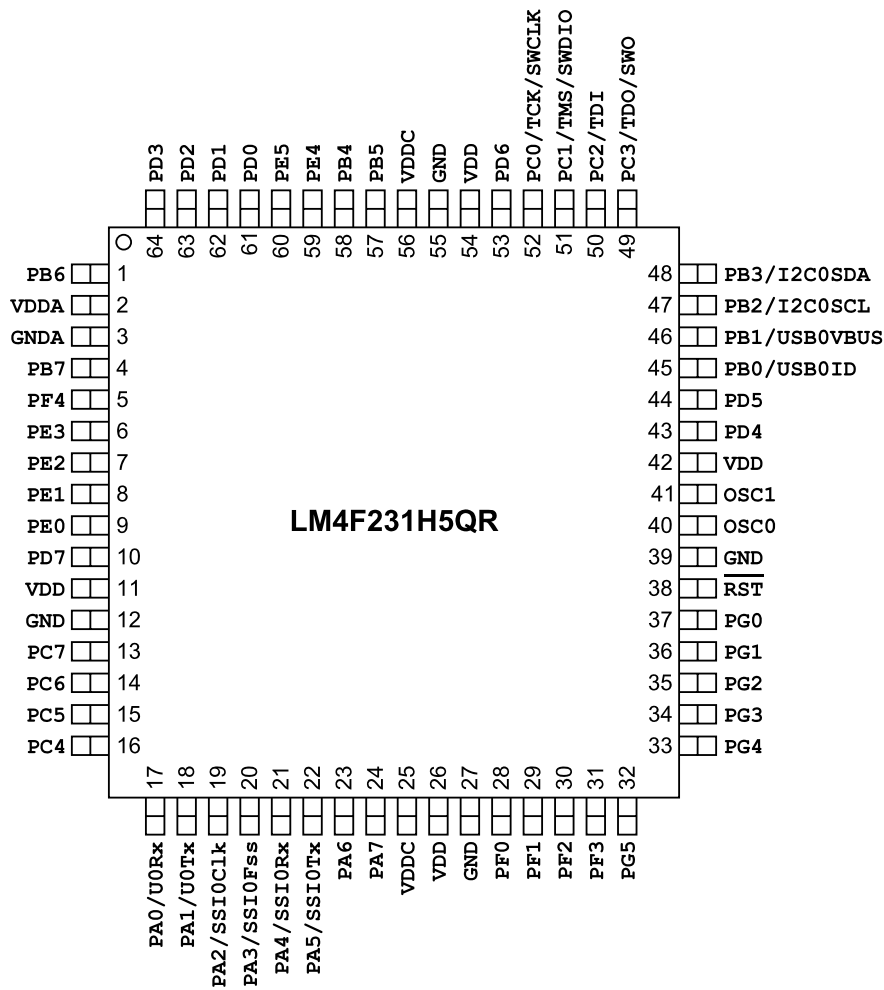 PD3
PD2
PD1
PD0
PE5
PE4
PB4
PB5
VDDC
GND
VDD
PD6
PC0/TCK/SWCLK
PC1/TMS/SWDIO
PC2/TDI
PC3/TDO/SWO
64
63
62
61
60
59
58
57
56
55
54
53
52
51
50
49
PB6 1
VDDA 2
GNDA 3
PB7 4
PF4 5
PE3 6
PE2 7
PE1 8
PE0 9
PD7 10
VDD 11
GND 12
PC7 13
PC6 14
PC5 15
PC4 16
LM4F231H5QR
48 PB3/I2C0SDA
47 PB2/I2C0SCL
46 PB1/USB0VBUS
45 PB0/USB0ID
44 PD5
43 PD4
42 VDD
41 OSC1
40 OSC0
39 GND
38 RST
37 PG0
36 PG1
35 PG2
34 PG3
33 PG4
17
18
19
20
21
22
23
24
25
26
27
28
29
30
31
32
PA0/U0Rx
PA1/U0Tx
PA2/SSI0Clk
PA3/SSI0Fss
PA4/SSI0Rx
PA5/SSI0Tx
PA6
PA7
VDDC
VDD
GND
PF0
PF1
PF2
PF3
PG5